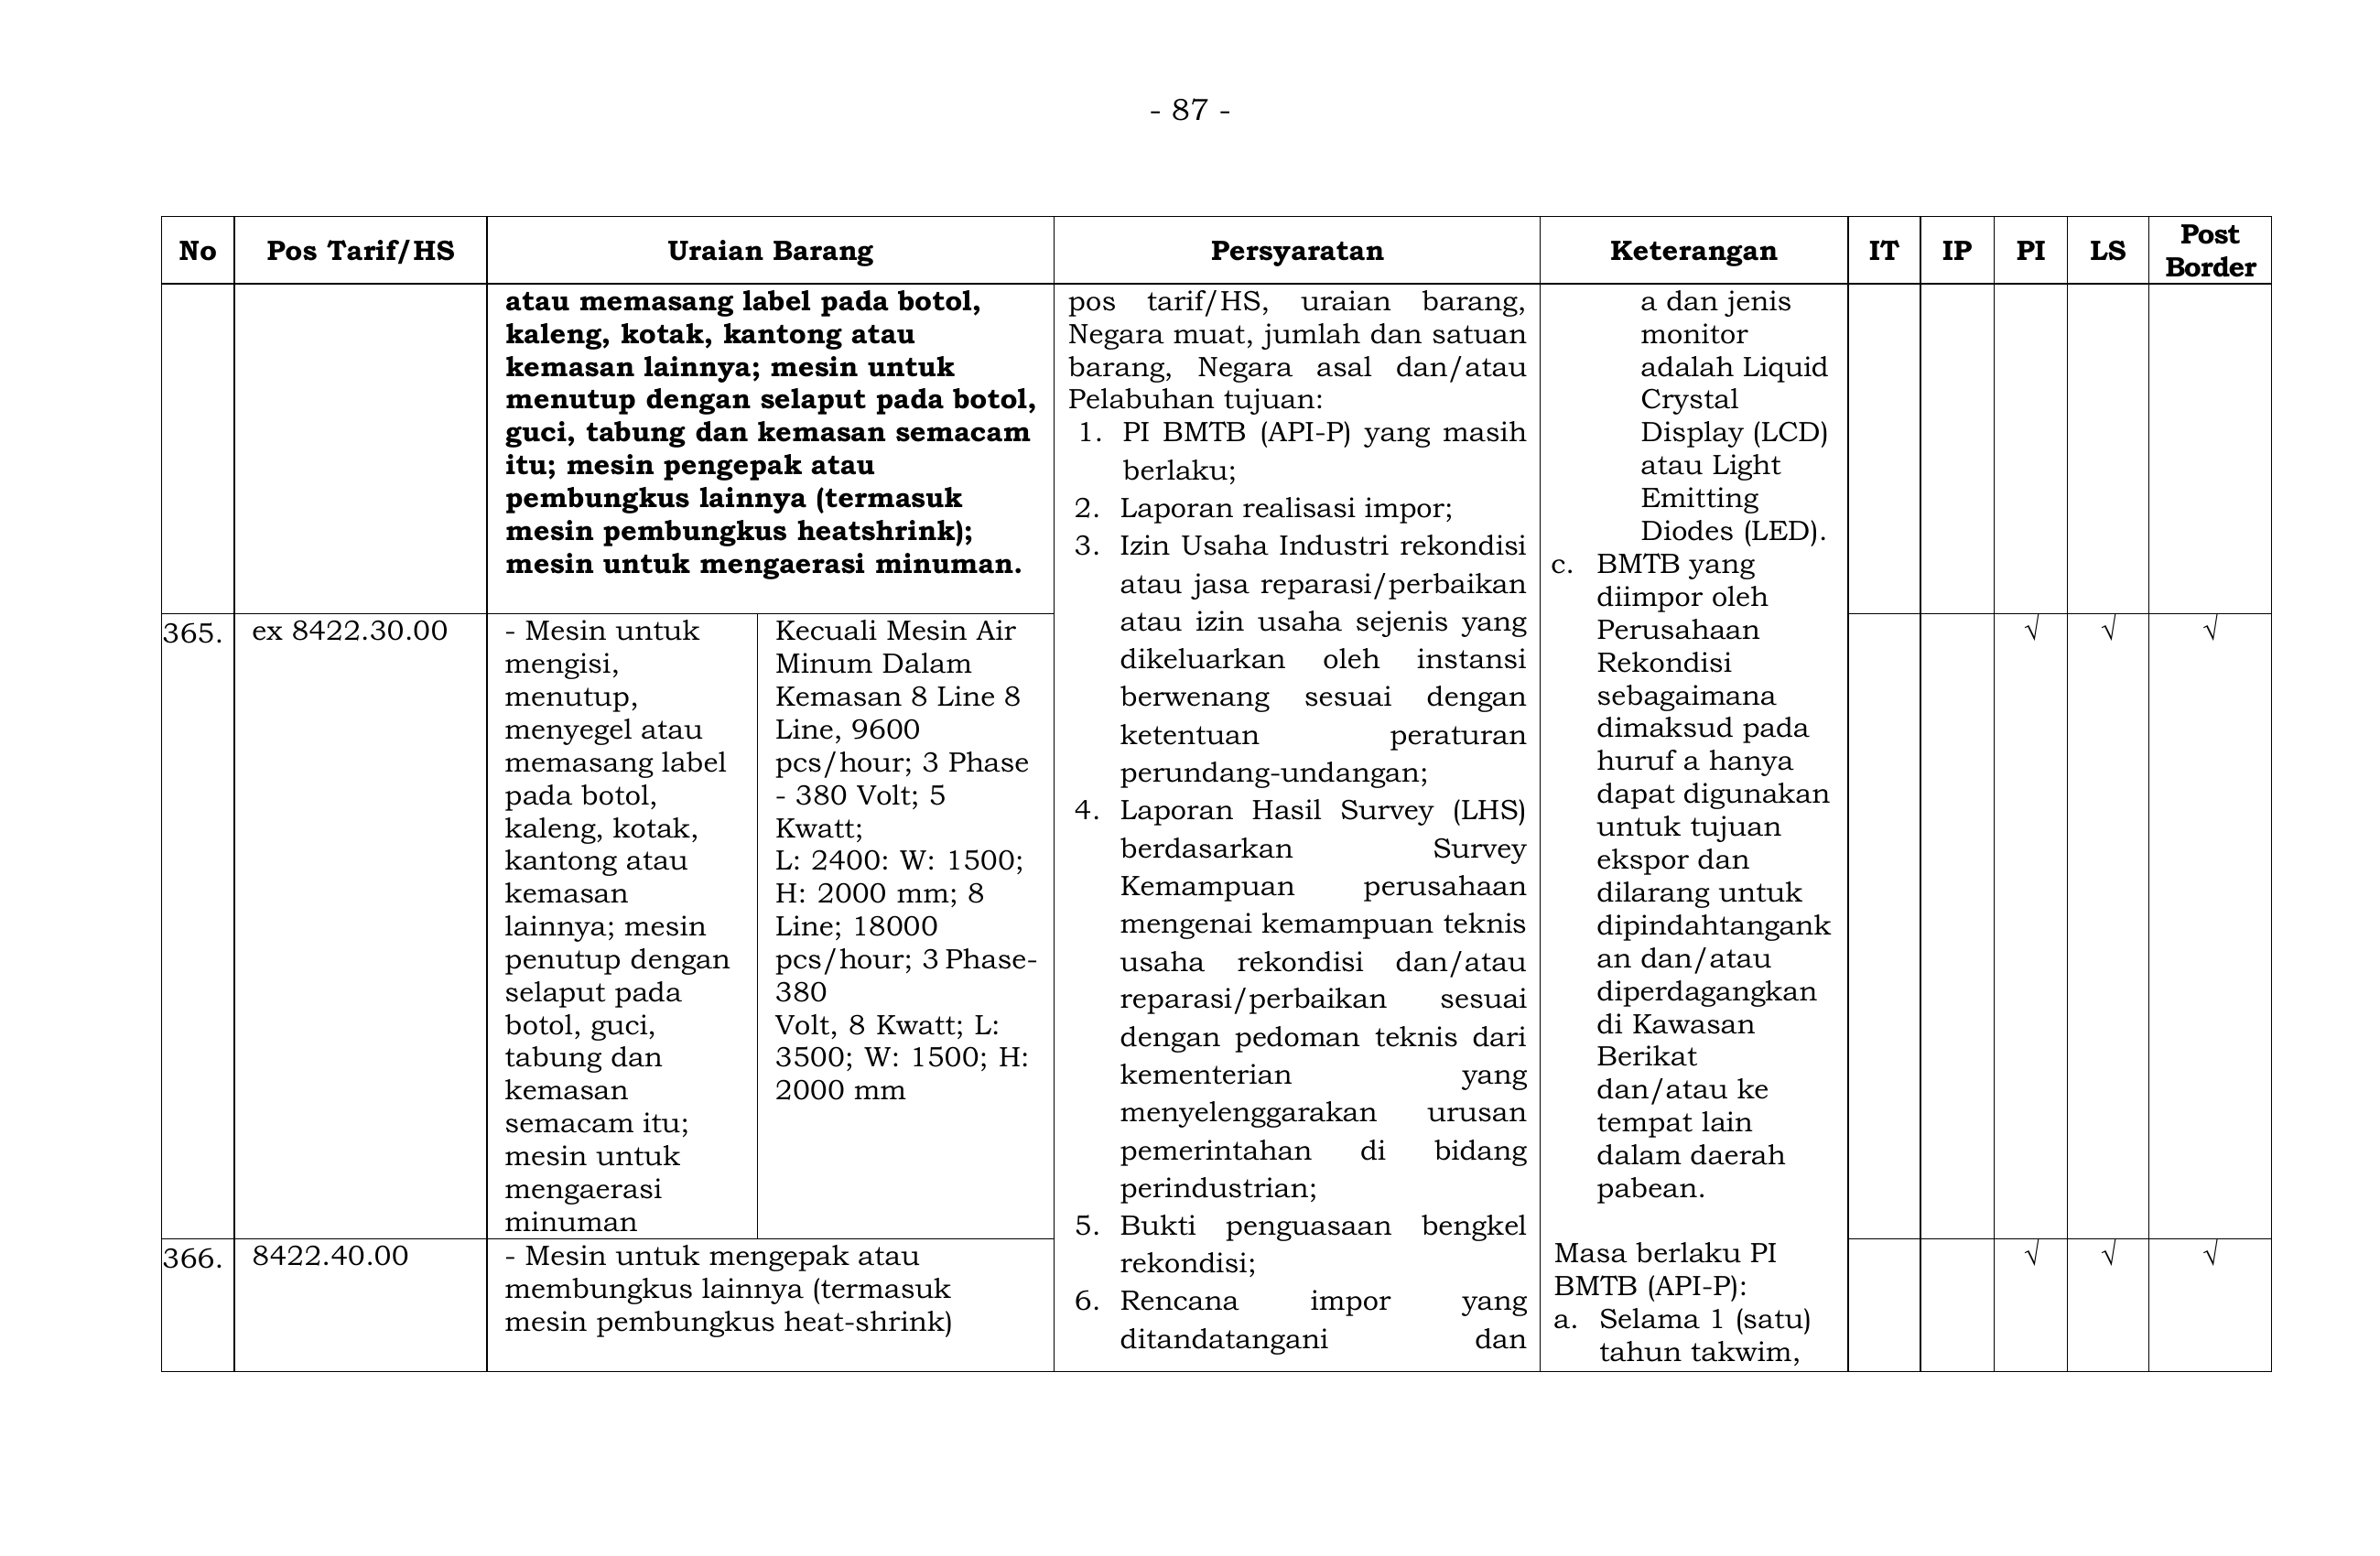 - 87 -
No
Pos Tarif/HS
Uraian Barang
Persyaratan
Keterangan
IT
IP
PI
LS
Post
Border
atau memasang label pada botol,
kaleng, kotak, kantong atau
kemasan lainnya; mesin untuk
menutup dengan selaput pada botol,
guci, tabung dan kemasan semacam
itu; mesin pengepak atau
pembungkus lainnya (termasuk
mesin pembungkus heatshrink);
mesin untuk mengaerasi minuman.
365.
ex 8422.30.00
- Mesin untuk
mengisi,
menutup,
menyegel atau
memasang label
pada botol,
kaleng, kotak,
kantong atau
kemasan
lainnya; mesin
penutup dengan
selaput pada
botol, guci,
tabung dan
kemasan
semacam itu;
mesin untuk
mengaerasi
minuman
Kecuali Mesin Air
Minum Dalam
Kemasan 8 Line 8
Line, 9600
pcs/hour; 3 Phase
- 380 Volt; 5
Kwatt;
L: 2400: W: 1500;
H: 2000 mm; 8
Line; 18000
pcs/hour; 3 Phase-
380
Volt, 8 Kwatt; L:
3500; W: 1500; H:
2000 mm
366.
8422.40.00
- Mesin untuk mengepak atau
membungkus lainnya (termasuk
mesin pembungkus heat-shrink)
pos tarif/HS, uraian barang,
Negara muat, jumlah dan satuan
barang, Negara asal dan/atau
Pelabuhan tujuan:
1. PI BMTB (API-P) yang masih
berlaku;
2. Laporan realisasi impor;
3. Izin Usaha Industri rekondisi
atau jasa reparasi/perbaikan
atau izin usaha sejenis yang
dikeluarkan oleh instansi
berwenang sesuai dengan
ketentuan peraturan
perundang-undangan;
4. Laporan Hasil Survey (LHS)
berdasarkan Survey
Kemampuan perusahaan
mengenai kemampuan teknis
usaha rekondisi dan/atau
reparasi/perbaikan sesuai
dengan pedoman teknis dari
kementerian yang
menyelenggarakan urusan
pemerintahan di bidang
perindustrian;
5. Bukti penguasaan bengkel
rekondisi;
6. Rencana impor yang
ditandatangani dan
a dan jenis
monitor
adalah Liquid
Crystal
Display (LCD)
atau Light
Emitting
Diodes (LED).
c. BMTB yang
diimpor oleh
Perusahaan
Rekondisi
sebagaimana
dimaksud pada
huruf a hanya
dapat digunakan
untuk tujuan
ekspor dan
dilarang untuk
dipindahtangank
an dan/atau
diperdagangkan
di Kawasan
Berikat
dan/atau ke
tempat lain
dalam daerah
pabean.
Masa berlaku PI
BMTB (API-P):
a. Selama 1 (satu)
tahun takwim,
√ √ √
√ √ √